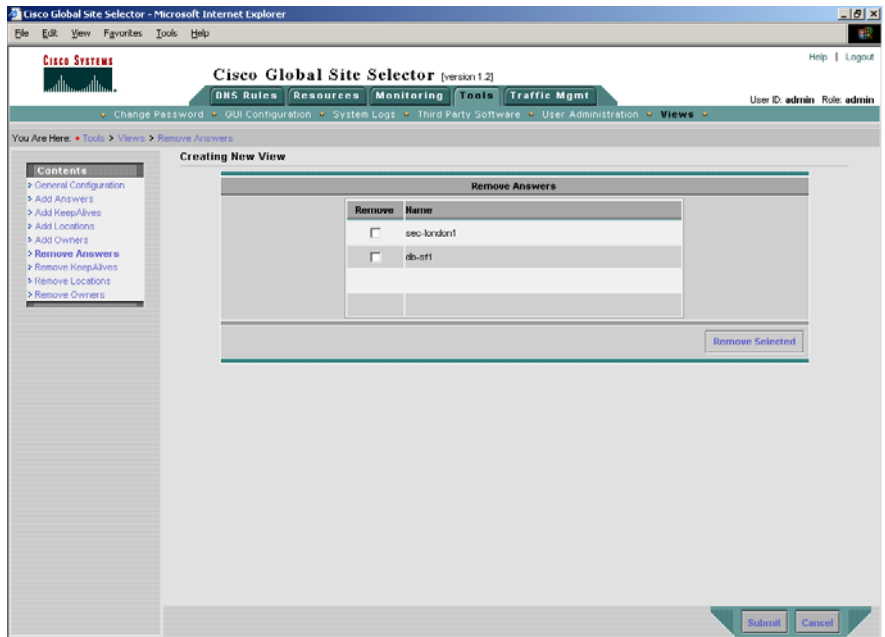 Cisco Global Site Selector - Microsoft Internet Explorer
File Edit View Favorites Tools Help
CISCO SYSTEMS
Cisco Global Site Selector [version 1.2]
Help | Logout
DNS Rules Resources Monitoring Tools Traffic Mgmt
User ID: admin Role: admin
Change Password GUI Configuration System Logs Third Party Software User Administration Views
You Are Here: Tools > Views > Remove Answers
Creating New View
Contents
> General Configuration
> Add Answers
> Add KeepAlives
> Add Locations
> Add Owners
> Remove Answers
> Remove KeepAlives
> Remove Locations
> Remove Owners
Remove Answers
Remove Name
sec-london1
db-sf1
Remove Selected
Submit Cancel